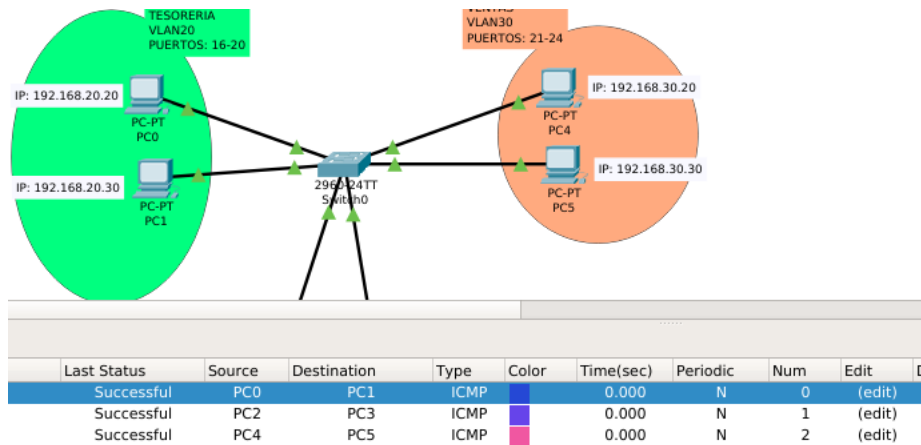 TESORERIA
VLAN20
PUERTOS: 16-20
VENTAS
VLAN30
PUERTOS: 21-24
IP: 192.168.20.20
PC-PT
PC0
IP: 192.168.30.20
PC-PT
PC4
IP: 192.168.20.30
PC-PT
PC1
2960-24TT
Switch0
IP: 192.168.30.30
PC-PT
PC5
Last Status Source Destination Type Color Time(sec) Periodic Num Edit
Successful PC0 PC1 ICMP 0.000 N 0 (edit)
Successful PC2 PC3 ICMP 0.000 N 1 (edit)
Successful PC4 PC5 ICMP 0.000 N 2 (edit)